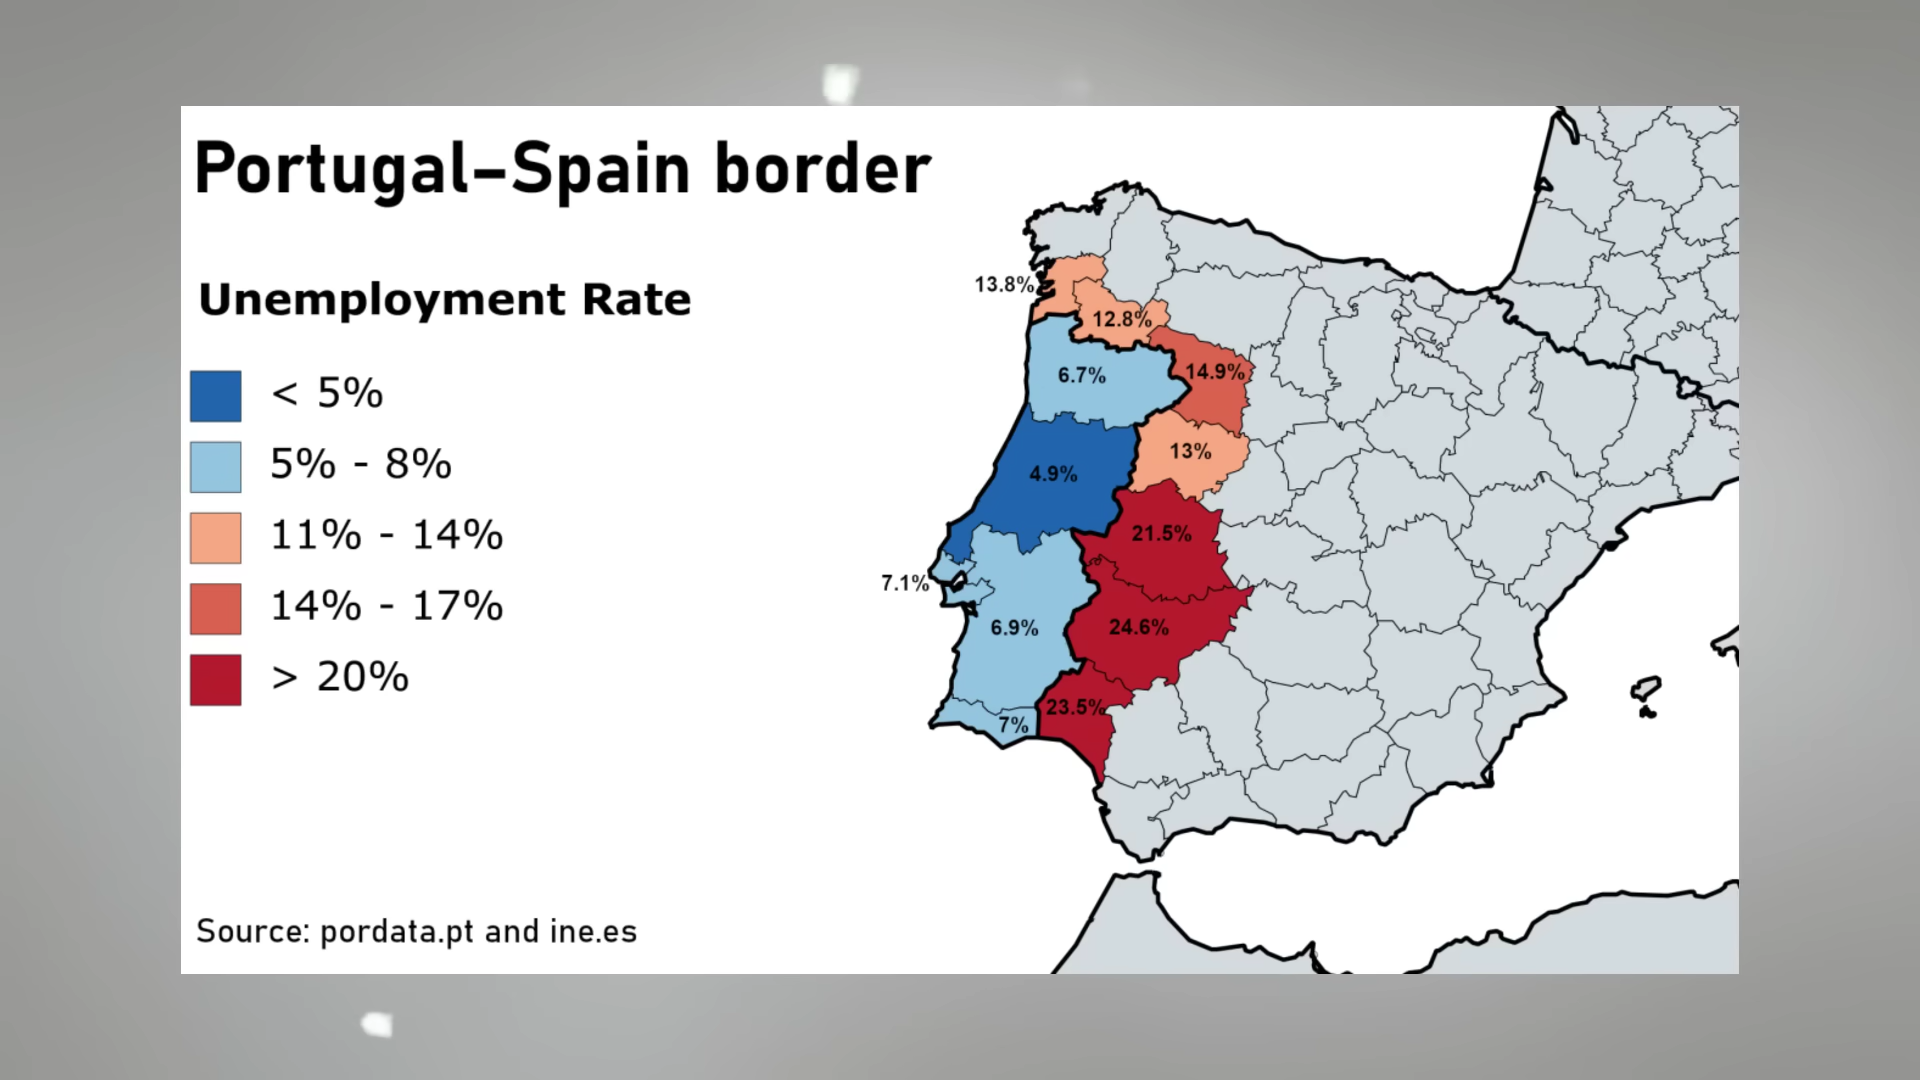 Portugal–Spain border
Unemployment Rate
< 5%
5% - 8%
11% - 14%
14% - 17%
> 20%
13.8%
12.8%
6.7%
14.9%
13%
4.9%
21.5%
7.1%
6.9%
24.6%
23.5%
7%
Source: pordata.pt and ine.es